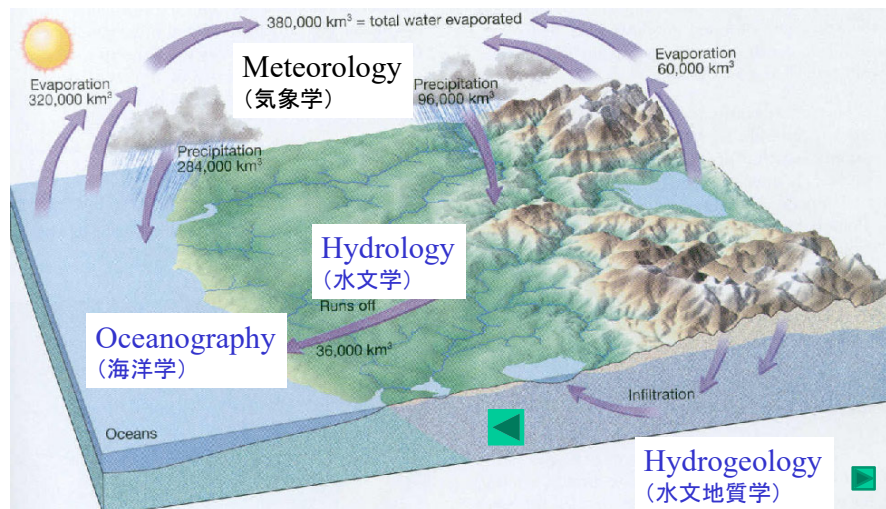 380,000 km³ = total water evaporated
Meteorology
(気象学)
Evaporation
320,000 km³
Precipitation
96,000 km³
Evaporation
60,000 km³
Precipitation
284,000 km³
Hydrology
(水文学)
Runs off
36,000 km³
Oceanography
(海洋学)
Infiltration
Oceans
Hydrogeology
(水文地質学)